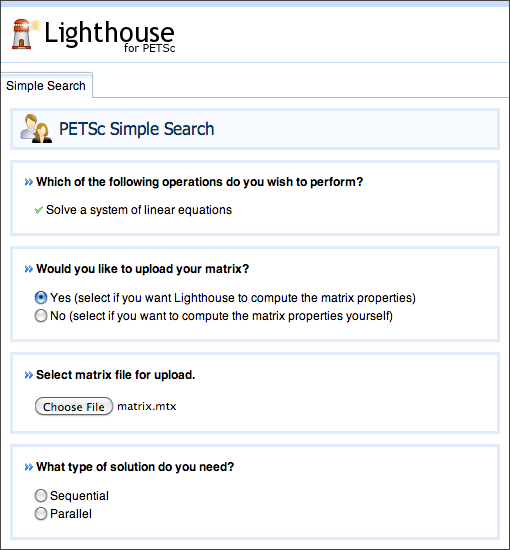 Lighthouse
for PETSc
Simple Search
PETSc Simple Search
Which of the following operations do you wish to perform?
Solve a system of linear equations
Would you like to upload your matrix?
Yes (select if you want Lighthouse to compute the matrix properties)
No (select if you want to compute the matrix properties yourself)
Select matrix file for upload.
Choose File matrix.mtx
What type of solution do you need?
Sequential
Parallel